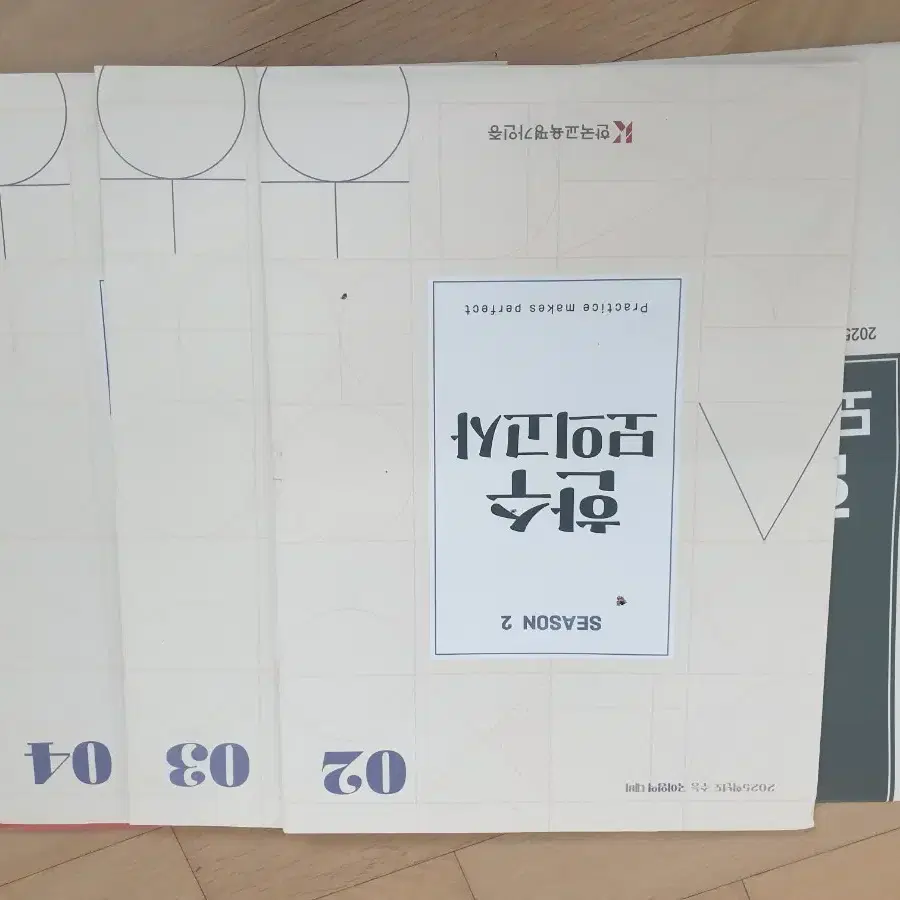 2025학년도 수능 국어영역 대비
SEASON 2
한수
모의고사
Practice makes perfect
한국교육평가인증
02
03
04
2025